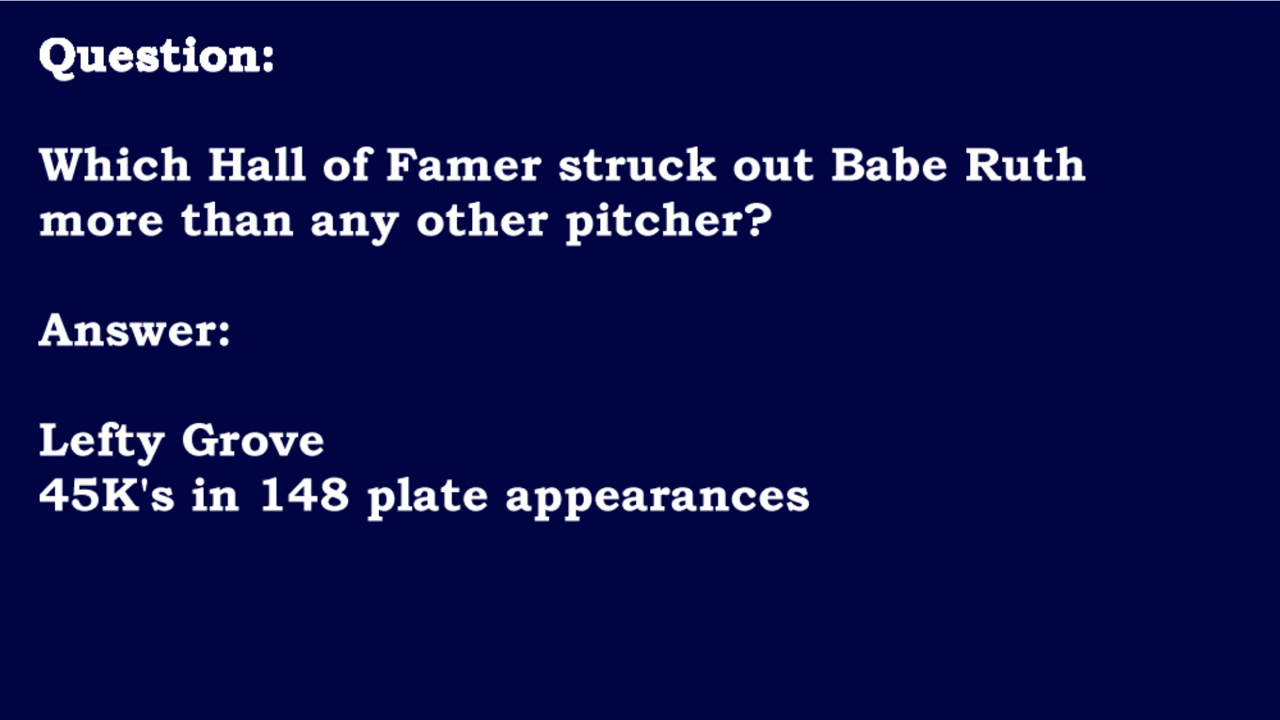 Question:
Which Hall of Famer struck out Babe Ruth
more than any other pitcher?
Answer:
Lefty Grove
45K's in 148 plate appearances